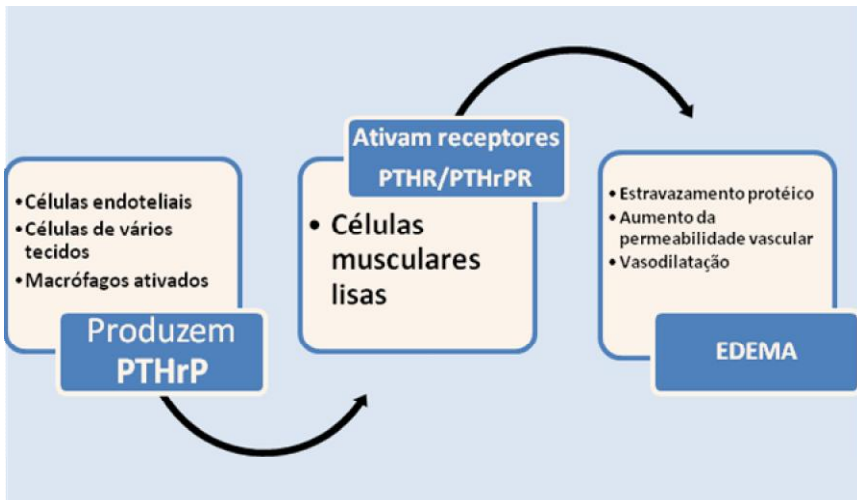 • Células endoteliais
• Células de vários
tecidos
• Macrófagos ativados
Produzem
PTHrP
Ativam receptores
PTHR/PTHrPR
• Células
musculares
lisas
• Estravazamento protéico
• Aumento da
permeabilidade vascular
• Vasodilatação
EDEMA